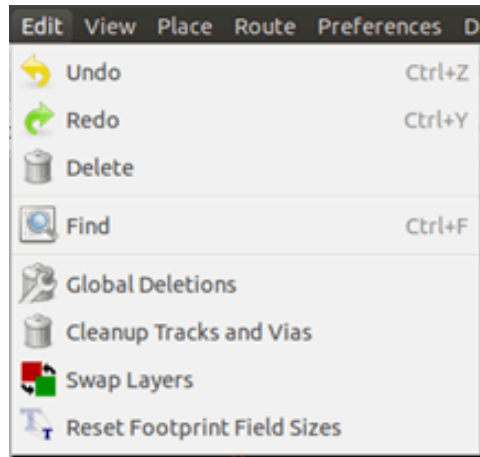 Edit View Place Route Preferences D
Undo Ctrl+Z
Redo Ctrl+Y
Delete
Find Ctrl+F
Global Deletions
Cleanup Tracks and Vias
Swap Layers
Reset Footprint Field Sizes